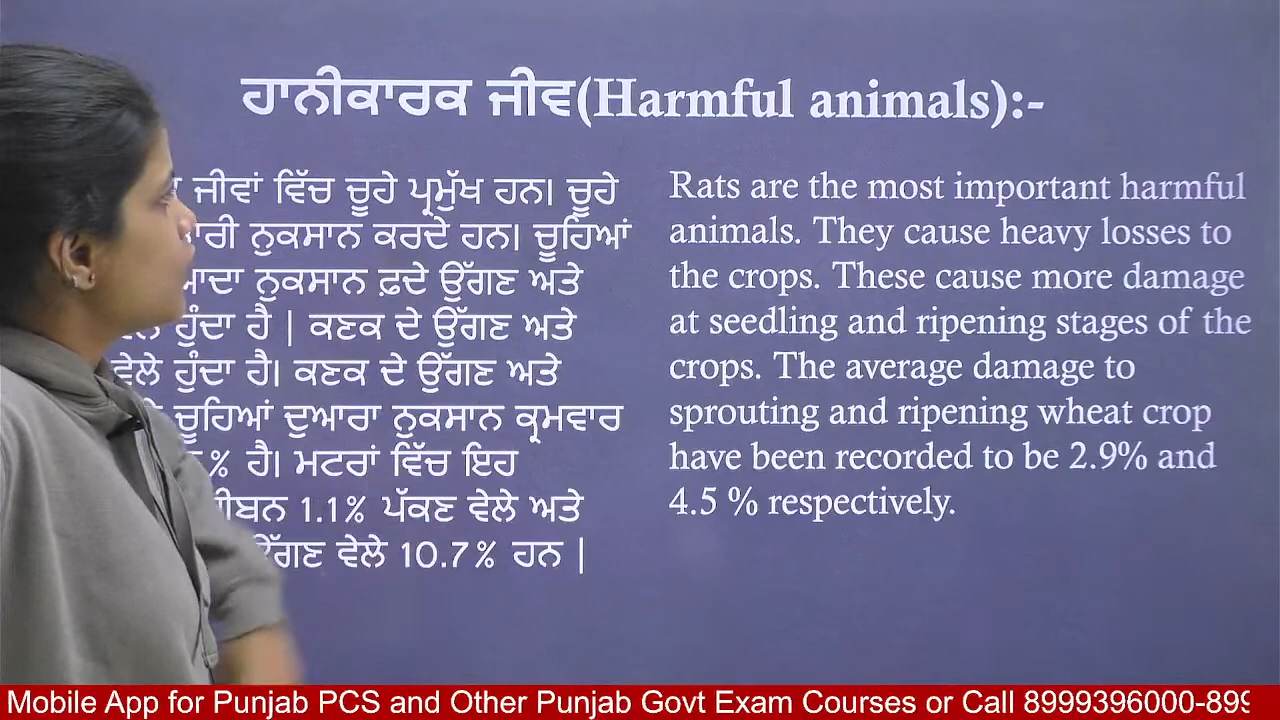 ਹਾਨੀਕਾਰਕ ਜੀਵ(Harmful animals):-
ਜੀਵਾਂ ਵਿੱਚ ਚੂਹੇ ਪ੍ਰਮੁੱਖ ਹਨ। ਚੂਹੇ
ਨੁਕਸਾਨ ਕਰਦੇ ਹਨ। ਚੂਹਿਆਂ
ਨੁਕਸਾਨ ਫ਼ਦੇ ਉੱਗਣ ਅਤੇ
ਹੁੰਦਾ ਹੈ | ਕਣਕ ਦੇ ਉੱਗਣ ਅਤੇ
ਵੇਲੇ ਹੁੰਦਾ ਹੈ। ਕਣਕ ਦੇ ਉੱਗਣ ਅਤੇ
ਚੂਹਿਆਂ ਦੁਆਰਾ ਨੁਕਸਾਨ ਕ੍ਰਮਵਾਰ
% ਹੈ। ਮਟਰਾਂ ਵਿੱਚ ਇਹ
1.1% ਪੱਕਣ ਵੇਲੇ ਅਤੇ
ਵੇਲੇ 10.7% ਹਨ |
Rats are the most important harmful
animals. They cause heavy losses to
the crops. These cause more damage
at seedling and ripening stages of the
crops. The average damage to
sprouting and ripening wheat crop
have been recorded to be 2.9% and
4.5 % respectively.
Mobile App for Punjab PCS and Other Punjab Govt Exam Courses or Call 8999396000-899